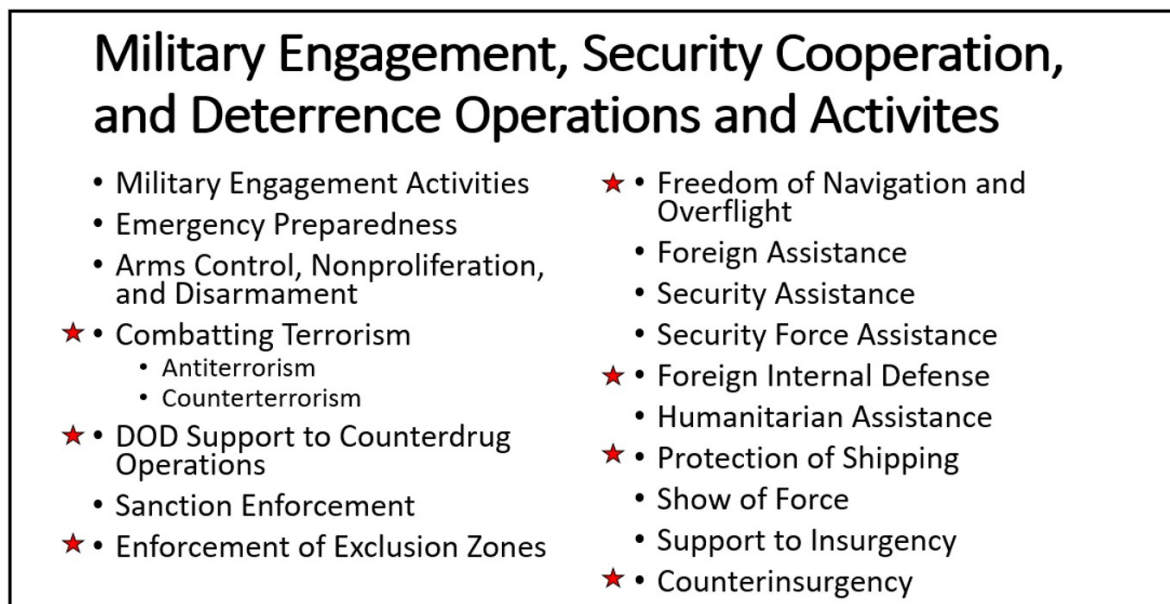 Military Engagement, Security Cooperation,
and Deterrence Operations and Activites
• Military Engagement Activities
• Emergency Preparedness
• Arms Control, Nonproliferation,
and Disarmament
• Combatting Terrorism
• Antiterrorism
• Counterterrorism
• DOD Support to Counterdrug
Operations
• Sanction Enforcement
• Enforcement of Exclusion Zones
• Freedom of Navigation and
Overflight
• Foreign Assistance
• Security Assistance
• Security Force Assistance
• Foreign Internal Defense
• Humanitarian Assistance
• Protection of Shipping
• Show of Force
• Support to Insurgency
• Counterinsurgency